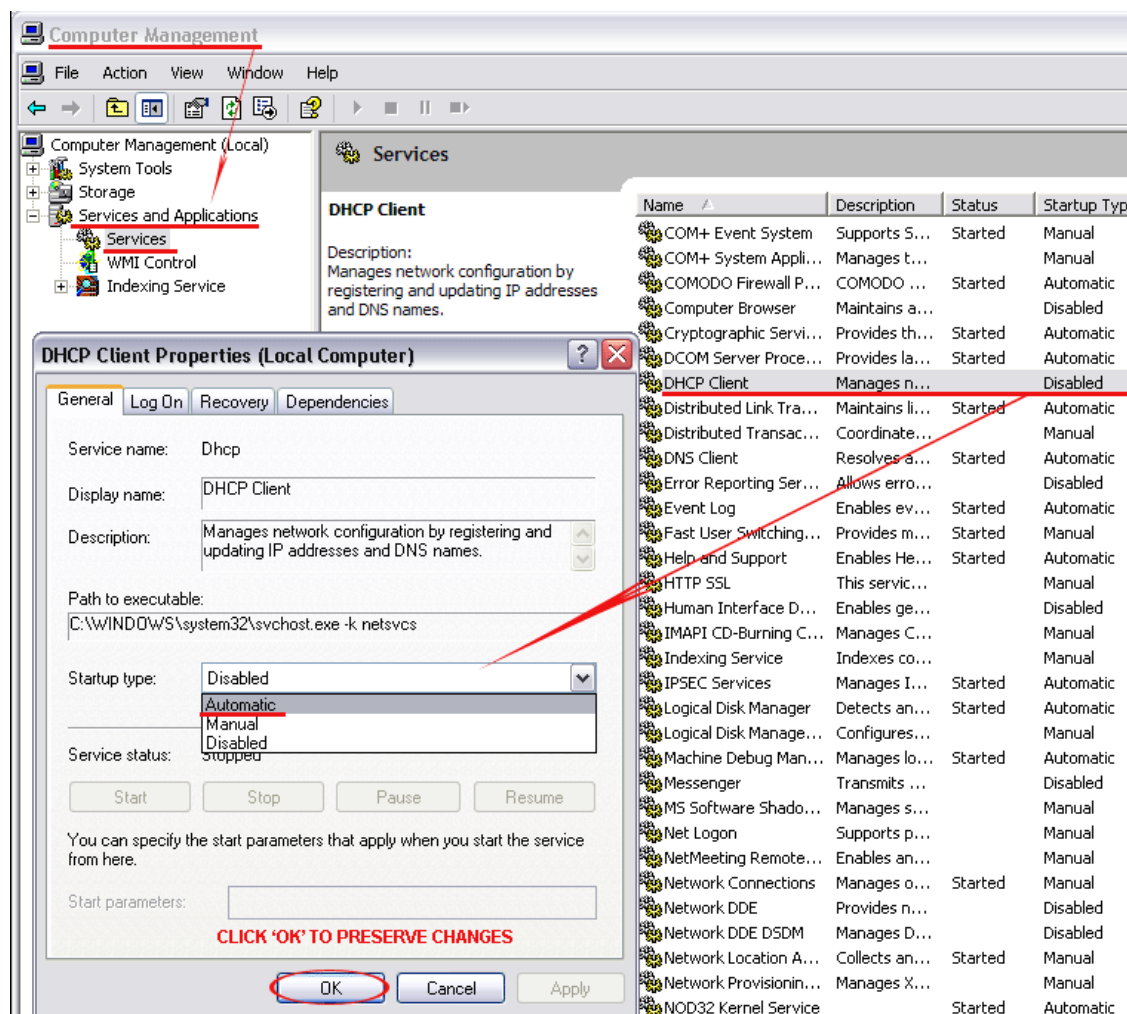 Computer Management
File Action View Window Help
Computer Management (Local)
System Tools
Storage
Services and Applications
Services
WMI Control
Indexing Service
Services
DHCP Client
Description:
Manages network configuration by
registering and updating IP addresses
and DNS names.
Name Description Status Startup Typ
COM+ Event System Supports S... Started Manual
COM+ System Appli... Manages t... Manual
COMODO Firewall P... COMODO ... Started Automatic
Computer Browser Maintains a... Disabled
Cryptographic Servi... Provides th... Started Automatic
DCOM Server Proce... Provides la... Started Automatic
DHCP Client Manages n... Disabled
Distributed Link Tra... Maintains li... Started Automatic
Distributed Transac... Coordinate... Manual
DNS Client Resolves a... Started Automatic
Error Reporting Ser... Allows erro... Disabled
Event Log Enables ev... Started Automatic
Fast User Switching... Provides m... Started Manual
Help and Support Enables He... Started Automatic
HTTP SSL This servic... Manual
Human Interface D... Enables ge... Disabled
IMAPI CD-Burning C... Manages C... Manual
Indexing Service Indexes co... Manual
IPSEC Services Manages I... Started Automatic
Logical Disk Manager Detects an... Started Automatic
Logical Disk Manage... Configures... Manual
Machine Debug Man... Manages lo... Started Automatic
Messenger Transmits ... Disabled
MS Software Shado... Manages s... Manual
Net Logon Supports p... Manual
NetMeeting Remote... Enables an... Manual
Network Connections Manages o... Started Manual
Network DDE Provides n... Disabled
Network DDE DSDM Manages D... Disabled
Network Location A... Collects an... Started Manual
Network Provisionin... Manages X... Manual
NOD32 Kernel Service Started Automatic
DHCP Client Properties (Local Computer)
General Log On Recovery Dependencies
Service name: Dhcp
Display name: DHCP Client
Description: Manages network configuration by registering and
updating IP addresses and DNS names.
Path to executable:
C:\WINDOWS\system32\svchost.exe -k netsvcs
Startup type: Disabled
Automatic
Manual
Disabled
Service status: Stopped
Start Stop Pause Resume
You can specify the start parameters that apply when you start the service
from here.
Start parameters:
CLICK ‘OK’ TO PRESERVE CHANGES
OK Cancel Apply